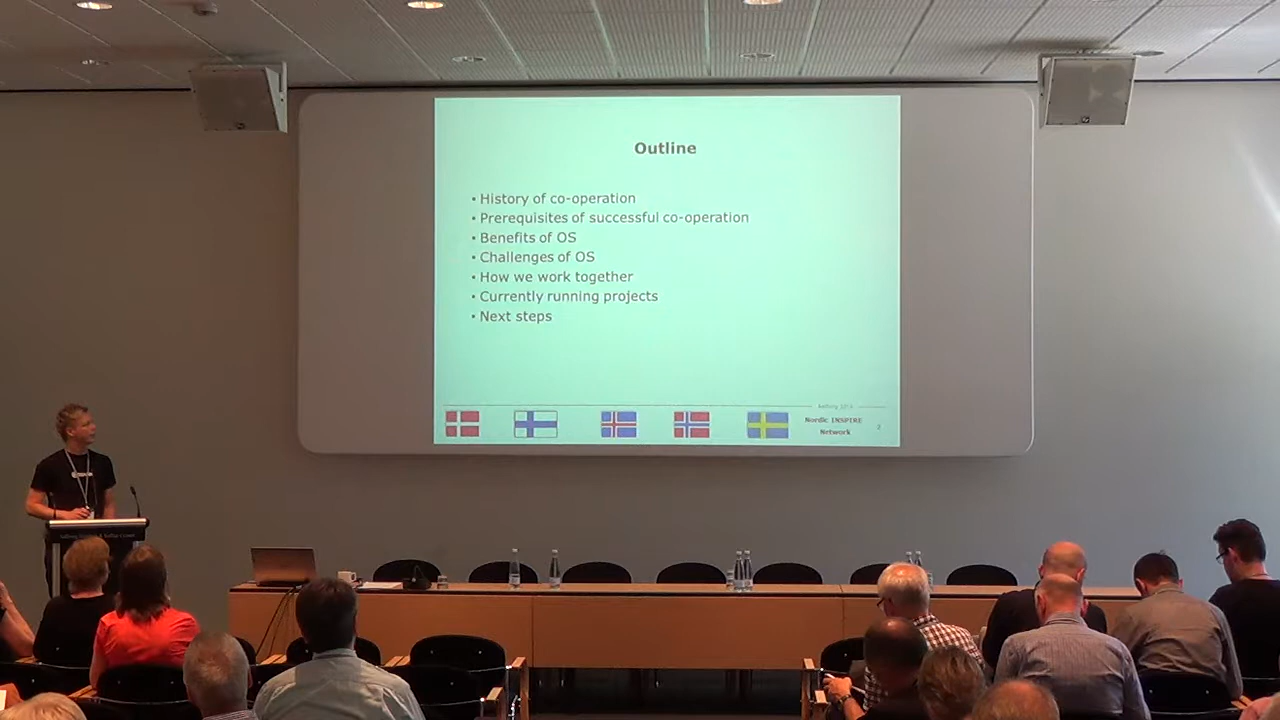 Outline
• History of co-operation
• Prerequisites of successful co-operation
• Benefits of OS
• Challenges of OS
• How we work together
• Currently running projects
• Next steps
Nordic INSPIRE
Network